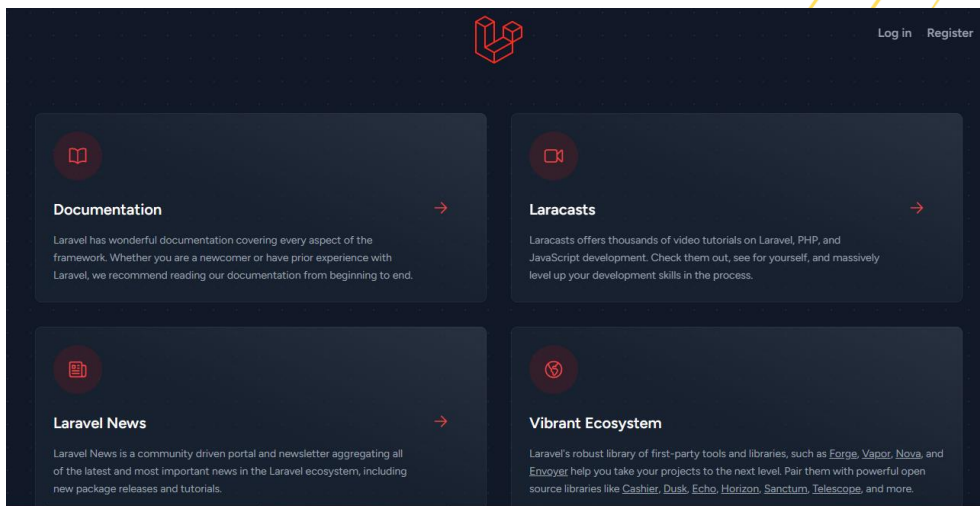 Log in Register
Documentation
Laravel has wonderful documentation covering every aspect of the
framework. Whether you are a newcomer or have prior experience with
Laravel, we recommend reading our documentation from beginning to end.
Laracasts
Laracasts offers thousands of video tutorials on Laravel, PHP, and
JavaScript development. Check them out, see for yourself, and massively
level up your development skills in the process.
Laravel News
Laravel News is a community driven portal and newsletter aggregating all
of the latest and most important news in the Laravel ecosystem, including
new package releases and tutorials.
Vibrant Ecosystem
Laravel's robust library of first-party tools and libraries, such as Forge, Vapor, Nova, and
Envoyer help you take your projects to the next level. Pair them with powerful open
source libraries like Cashier, Dusk, Echo, Horizon, Sanctum, Telescope, and more.